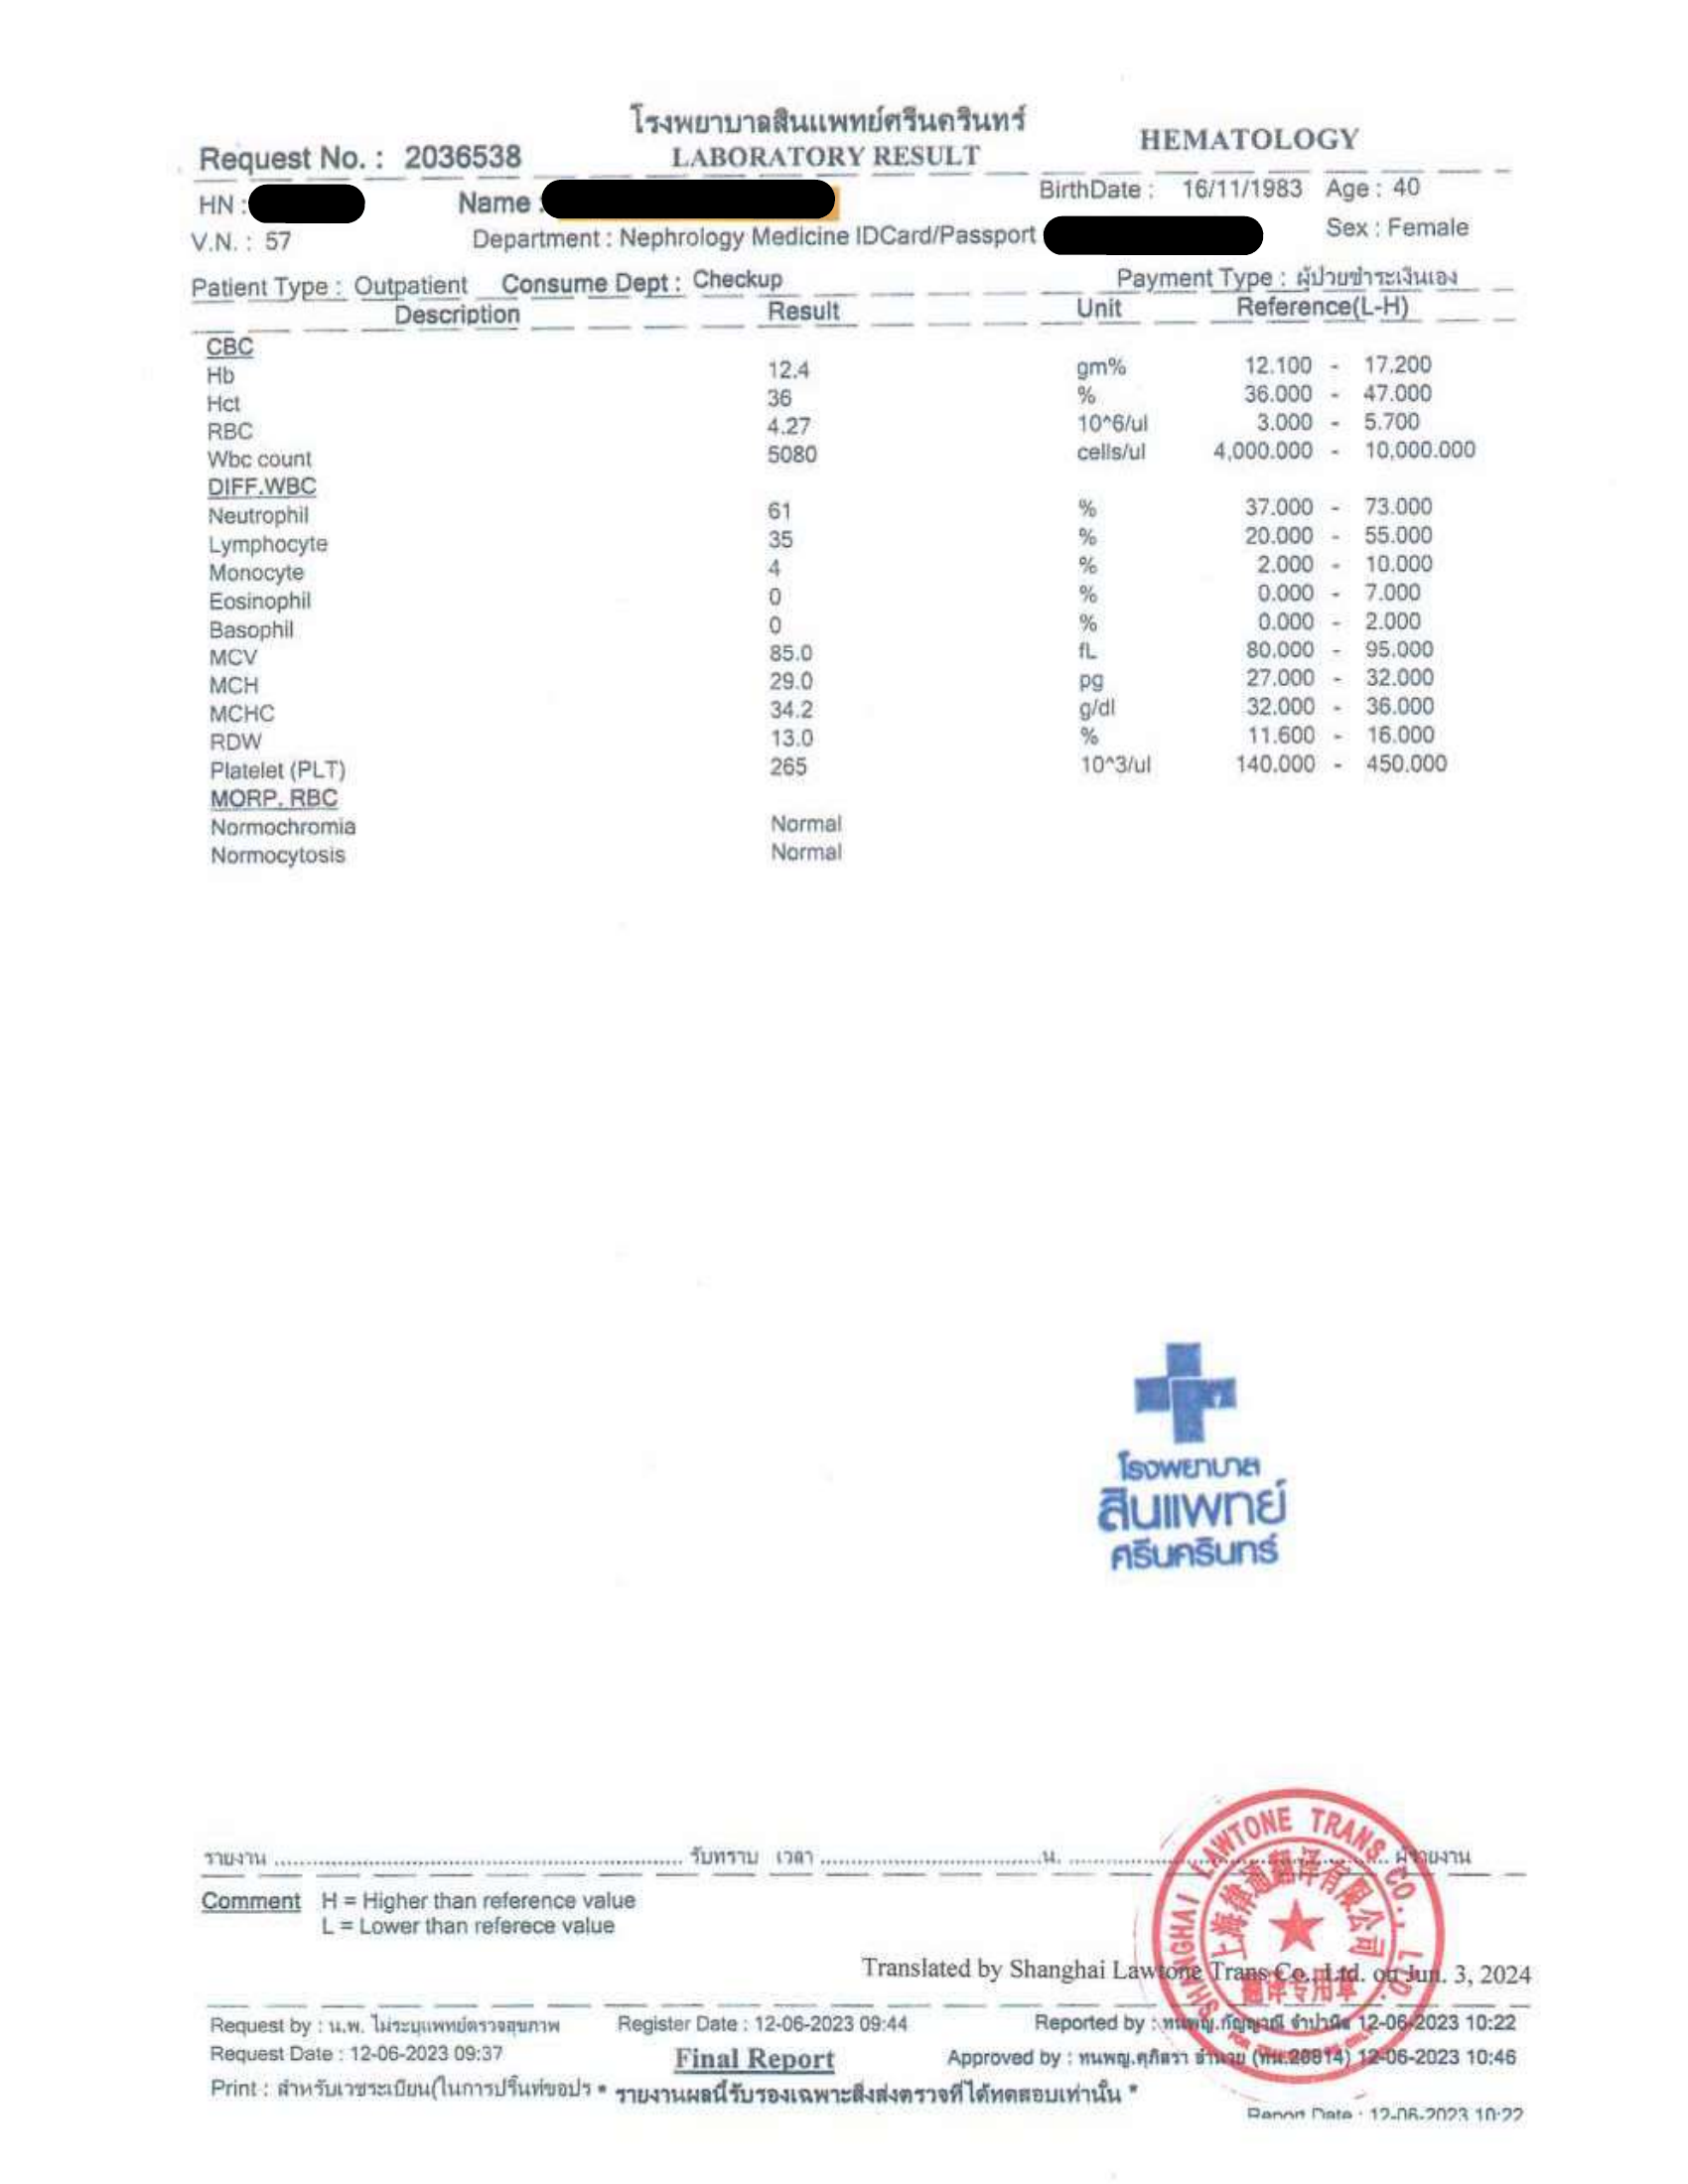 โรงพยาบาลสินแพทย์ศรีนครินทร์
Request No. : 2036538 LABORATORY RESULT HEMATOLOGY
HN : Name : BirthDate : 16/11/1983 Age : 40
V.N. : 57 Department : Nephrology Medicine IDCard/Passport Sex : Female
Patient Type : Outpatient Consume Dept : Checkup Payment Type : ผู้ป่วยชำระเงินเอง
Description Result Unit Reference(L-H)
CBC
Hb 12.4 gm% 12.100 - 17.200
Hct 36 % 36.000 - 47.000
RBC 4.27 10^6/ul 3.000 - 5.700
Wbc count 5080 cells/ul 4,000.000 - 10,000.000
DIFF.WBC
Neutrophil 61 % 37.000 - 73.000
Lymphocyte 35 % 20.000 - 55.000
Monocyte 4 % 2.000 - 10.000
Eosinophil 0 % 0.000 - 7.000
Basophil 0 % 0.000 - 2.000
MCV 85.0 fL 80.000 - 95.000
MCH 29.0 pg 27.000 - 32.000
MCHC 34.2 g/dl 32.000 - 36.000
RDW 13.0 % 11.600 - 16.000
Platelet (PLT) 265 10^3/ul 140.000 - 450.000
MORP. RBC
Normochromia Normal
Normocytosis Normal
โรงพยาบาล
สินแพทย์
ศรีนครินทร์
รายงาน ........ รับทราบ เวลา ........ น. ........ ผู้รายงาน
Comment H = Higher than reference value
L = Lower than referece value
SHANGHAI LAWTONE TRANS CO., LTD.
上海律通翻译有限公司
翻译专用章
Translated by Shanghai Lawtone Trans Co., Ltd. on Jun. 3, 2024
Request by : น.พ. ไม่ระบุแพทย์ตรวจสุขภาพ Register Date : 12-06-2023 09:44 Reported by : ทนพญ. 12-06-2023 10:22
Request Date : 12-06-2023 09:37 Final Report Approved by : ทนพญ.ศุภิสรา (ทน.20814) 12-06-2023 10:46
Print : สำหรับเวชระเบียน(ในการปริ้นท์ขอปร * รายงานผลนี้รับรองเฉพาะสิ่งส่งตรวจที่ได้ทดสอบเท่านั้น *
Report Date : 12-06-2023 10:22